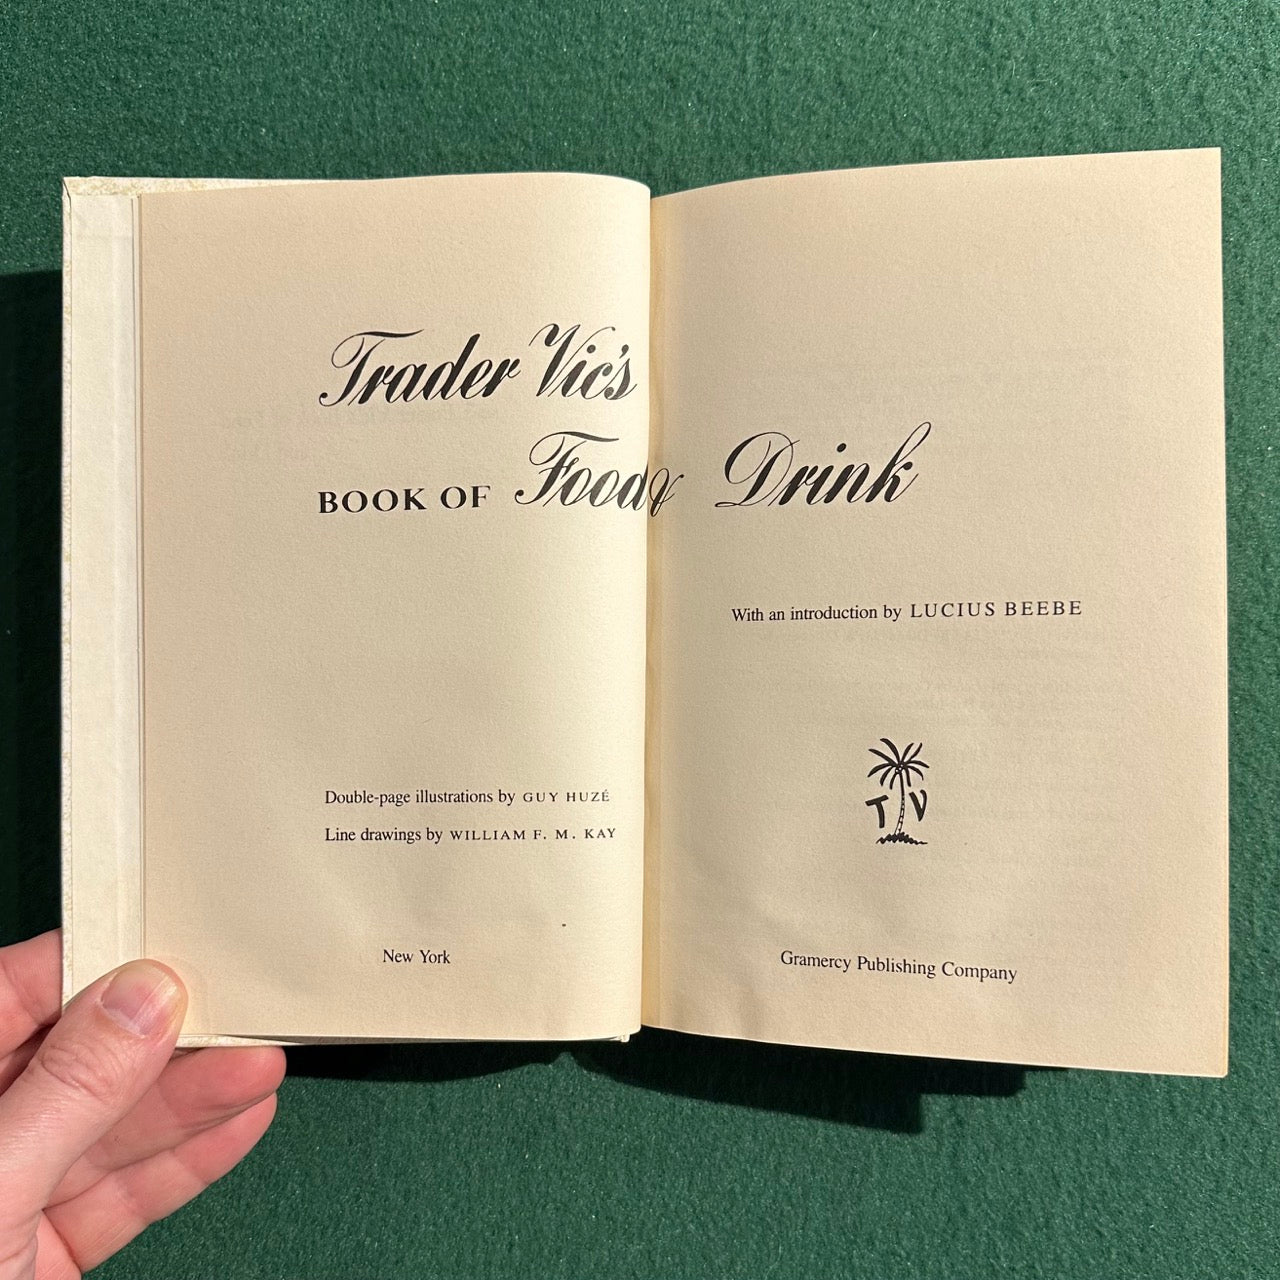 Trader Vic's
BOOK OF Food & Drink
With an introduction by LUCIUS BEEBE
Double-page illustrations by GUY HUZÉ
Line drawings by WILLIAM F. M. KAY
T V
New York
Gramercy Publishing Company